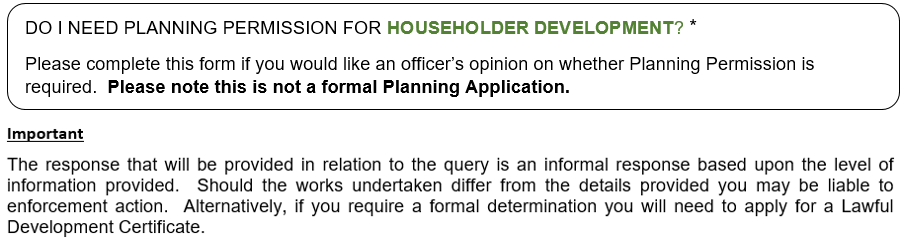 DO I NEED PLANNING PERMISSION FOR HOUSEHOLDER DEVELOPMENT? *
Please complete this form if you would like an officer's opinion on whether Planning Permission is
required.  Please note this is not a formal Planning Application.
Important
The response that will be provided in relation to the query is an informal response based upon the level of
information provided.  Should the works undertaken differ from the details provided you may be liable to
enforcement action.  Alternatively, if you require a formal determination you will need to apply for a Lawful
Development Certificate.